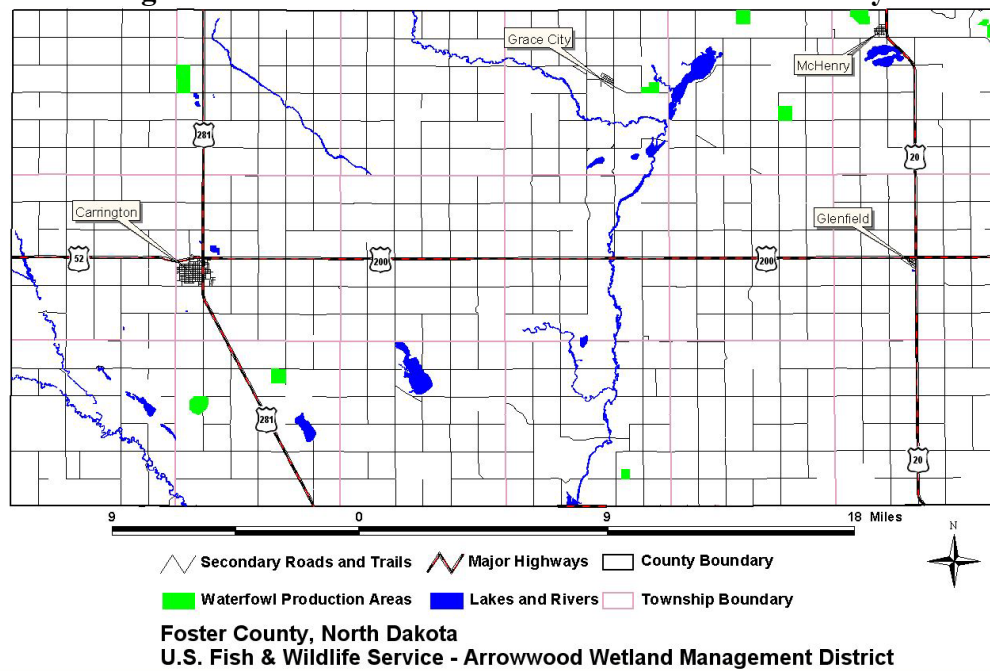 Grace City
McHenry
281
20
Carrington
Glenfield
52
200
200
281
20
9 0 9 18 Miles
N
Secondary Roads and Trails Major Highways County Boundary
Waterfowl Production Areas Lakes and Rivers Township Boundary
Foster County, North Dakota
U.S. Fish & Wildlife Service - Arrowwood Wetland Management District